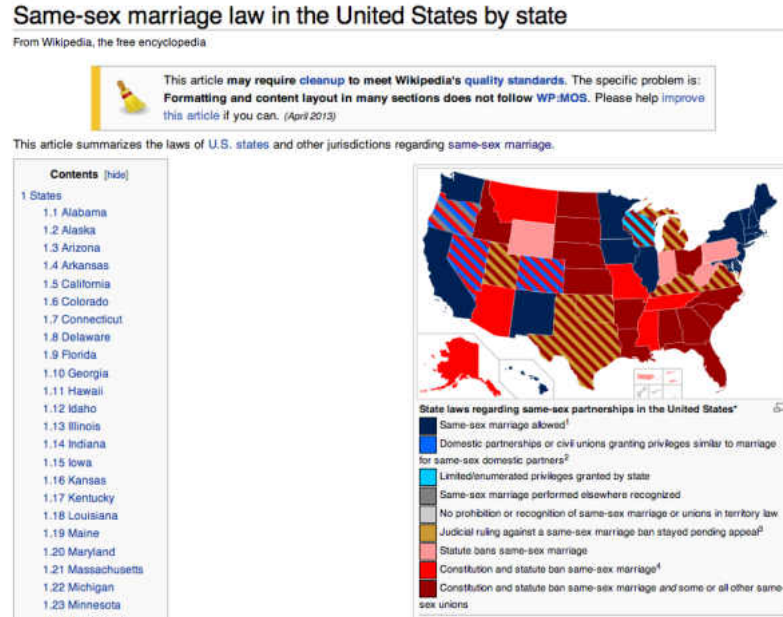 Same-sex marriage law in the United States by state
From Wikipedia, the free encyclopedia
This article may require cleanup to meet Wikipedia's quality standards. The specific problem is:
Formatting and content layout in many sections does not follow WP:MOS. Please help improve
this article if you can. (April 2013)
This article summarizes the laws of U.S. states and other jurisdictions regarding same-sex marriage.
Contents [hide]
1 States
1.1 Alabama
1.2 Alaska
1.3 Arizona
1.4 Arkansas
1.5 California
1.6 Colorado
1.7 Connecticut
1.8 Delaware
1.9 Florida
1.10 Georgia
1.11 Hawaii
1.12 Idaho
1.13 Illinois
1.14 Indiana
1.15 Iowa
1.16 Kansas
1.17 Kentucky
1.18 Louisiana
1.19 Maine
1.20 Maryland
1.21 Massachusetts
1.22 Michigan
1.23 Minnesota
State laws regarding same-sex partnerships in the United States*
Same-sex marriage allowed¹
Domestic partnerships or civil unions granting privileges similar to marriage
for same-sex domestic partners²
Limited/enumerated privileges granted by state
Same-sex marriage performed elsewhere recognized
No prohibition or recognition of same-sex marriage or unions in territory law
Judicial ruling against a same-sex marriage ban stayed pending appeal³
Statute bans same-sex marriage
Constitution and statute ban same-sex marriage⁴
Constitution and statute ban same-sex marriage and some or all other same-
sex unions